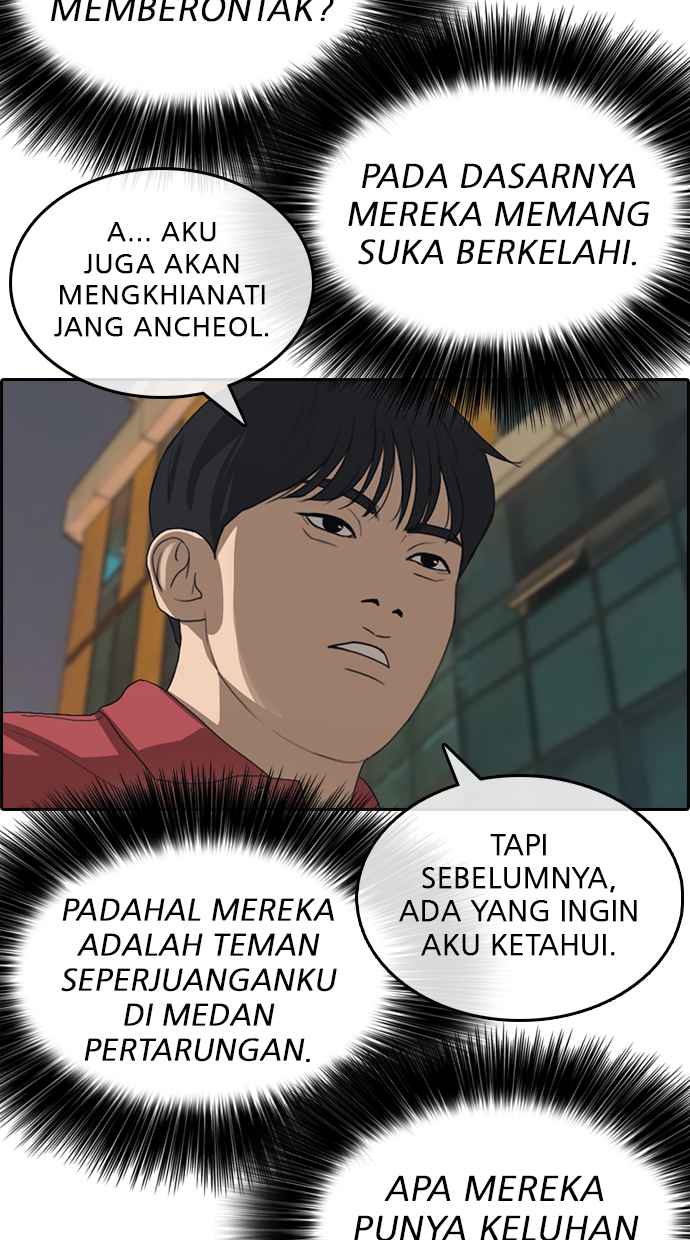 MEMBERONTAK?
PADA DASARNYA
MEREKA MEMANG
SUKA BERKELAHI.
A... AKU
JUGA AKAN
MENGKHIANATI
JANG ANCHEOL.
TAPI
SEBELUMNYA,
ADA YANG INGIN
AKU KETAHUI.
PADAHAL MEREKA
ADALAH TEMAN
SEPERJUANGANKU
DI MEDAN
PERTARUNGAN.
APA MEREKA
PUNYA KELUHAN